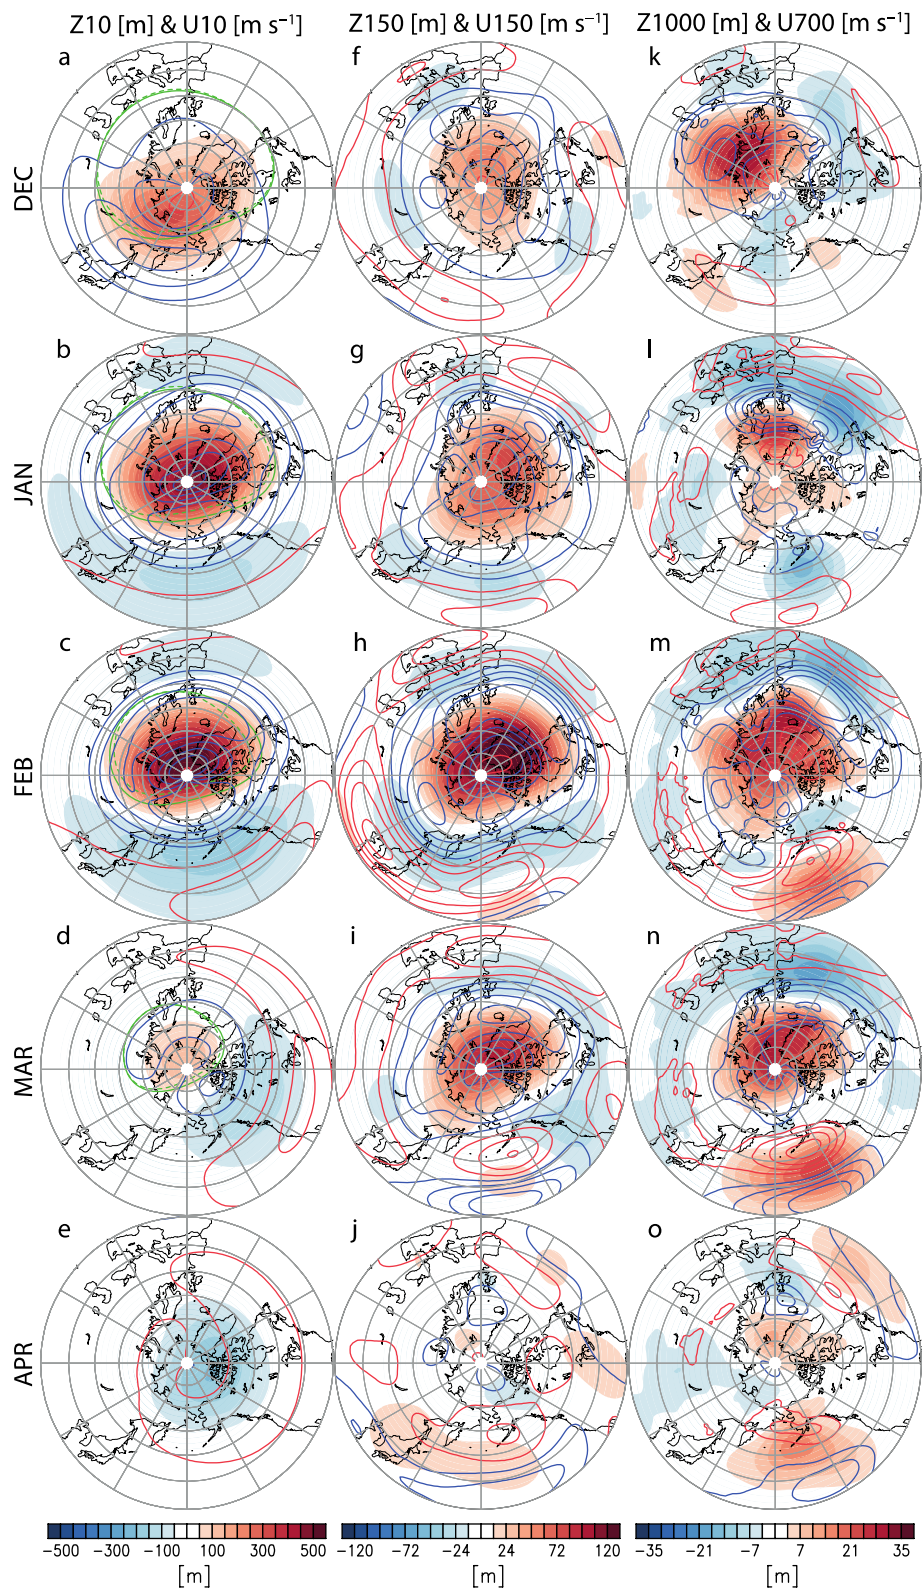 Z10 [m] & U10 [m s⁻¹] Z150 [m] & U150 [m s⁻¹] Z1000 [m] & U700 [m s⁻¹]
a f k
DEC
b g l
JAN
c h m
FEB
d i n
MAR
e j o
APR
-500 -300 -100 100 300 500 -120 -72 -24 24 72 120 -35 -21 -7 7 21 35
[m] [m] [m]